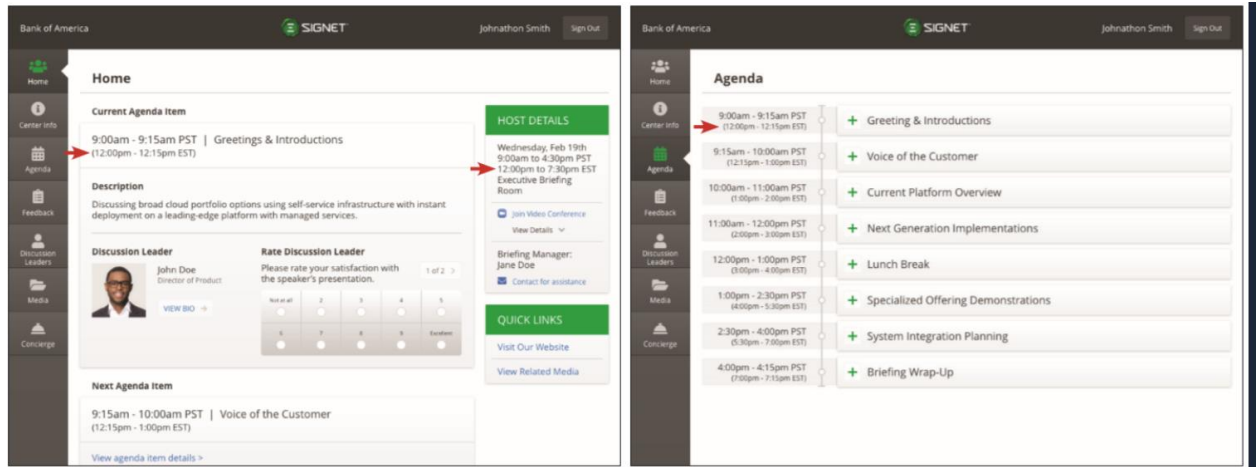 Bank of America
SIGNET
Johnathon Smith
Sign Out
Home
Center Info
Agenda
Feedback
Discussion
Leaders
Media
Concierge
Home
Current Agenda Item
9:00am - 9:15am PST | Greetings & Introductions
(12:00pm - 12:15pm EST)
Description
Discussing broad cloud portfolio options using self-service infrastructure with instant
deployment on a leading-edge platform with managed services.
Discussion Leader
John Doe
Director of Product
VIEW BIO
Rate Discussion Leader
Please rate your satisfaction with
the speaker's presentation.
1 of 2 >
Not at all 2 3 4 5
6 7 8 9 Excellent
Next Agenda Item
9:15am - 10:00am PST | Voice of the Customer
(12:15pm - 1:00pm EST)
View agenda item details >
HOST DETAILS
Wednesday, Feb 19th
9:00am to 4:30pm PST
12:00pm to 7:30pm EST
Executive Briefing
Room
Join Video Conference
View Details
Briefing Manager:
Jane Doe
Contact for assistance
QUICK LINKS
Visit Our Website
View Related Media
Bank of America
SIGNET
Johnathon Smith
Sign Out
Home
Center Info
Agenda
Feedback
Discussion
Leaders
Media
Concierge
Agenda
9:00am - 9:15am PST
(12:00pm - 12:15pm EST)
+ Greeting & Introductions
9:15am - 10:00am PST
(12:15pm - 1:00pm EST)
+ Voice of the Customer
10:00am - 11:00am PST
(1:00pm - 2:00pm EST)
+ Current Platform Overview
11:00am - 12:00pm PST
(2:00pm - 3:00pm EST)
+ Next Generation Implementations
12:00pm - 1:00pm PST
(3:00pm - 4:00pm EST)
+ Lunch Break
1:00pm - 2:30pm PST
(4:00pm - 5:30pm EST)
+ Specialized Offering Demonstrations
2:30pm - 4:00pm PST
(5:30pm - 7:00pm EST)
+ System Integration Planning
4:00pm - 4:15pm PST
(7:00pm - 7:15pm EST)
+ Briefing Wrap-Up